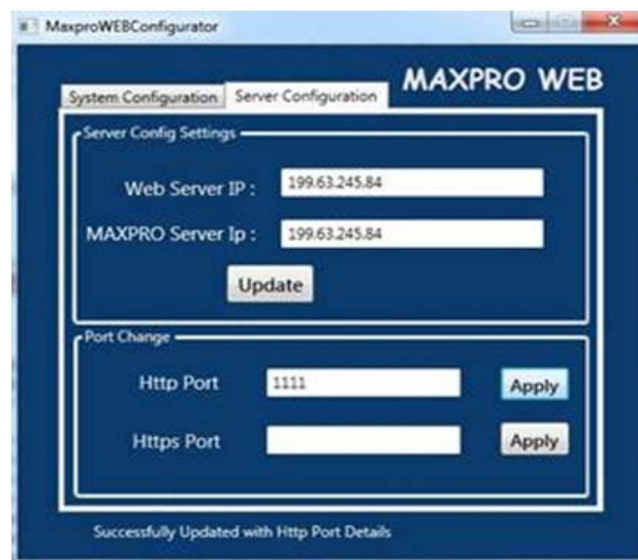 MaxproWEBConfigurator
MAXPRO WEB
System Configuration Server Configuration
Server Config Settings
Web Server IP : 199.63.245.84
MAXPRO Server Ip : 199.63.245.84
Update
Port Change
Http Port 1111 Apply
Https Port Apply
Successfully Updated with Http Port Details